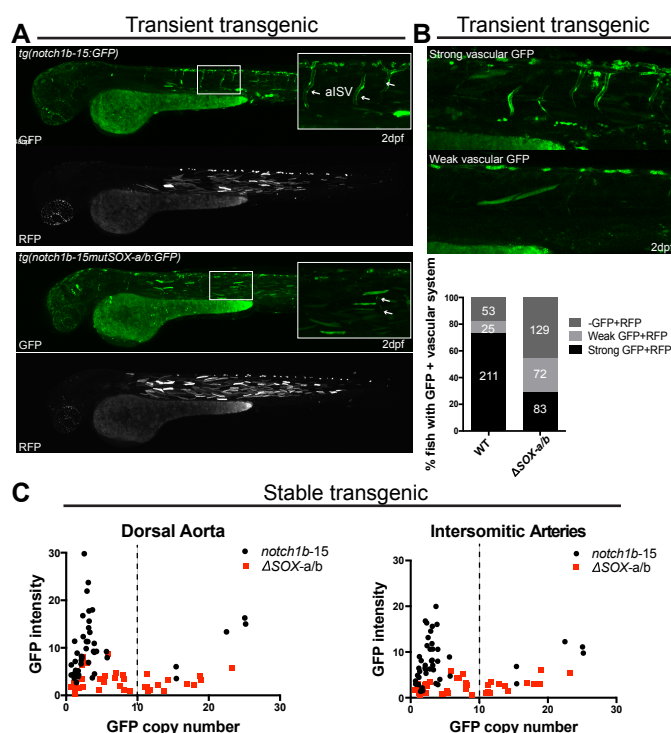 A
Transient transgenic
tg(notch1b-15:GFP)
aISV
GFP
2dpf
RFP
tg(notch1b-15mutSOX-a/b:GFP)
GFP
2dpf
RFP
B
Transient transgenic
Strong vascular GFP
Weak vascular GFP
2dpf
% fish with GFP + vascular system
100
80
60
40
20
0
53
25
211
129
72
83
WT
ΔSOX-a/b
-GFP+RFP
Weak GFP+RFP
Strong GFP+RFP
C
Stable transgenic
Dorsal Aorta
notch1b-15
ΔSOX-a/b
GFP intensity
30
20
10
0
0
10
20
30
GFP copy number
Intersomitic Arteries
notch1b-15
ΔSOX-a/b
GFP intensity
30
20
10
0
0
10
20
30
GFP copy number